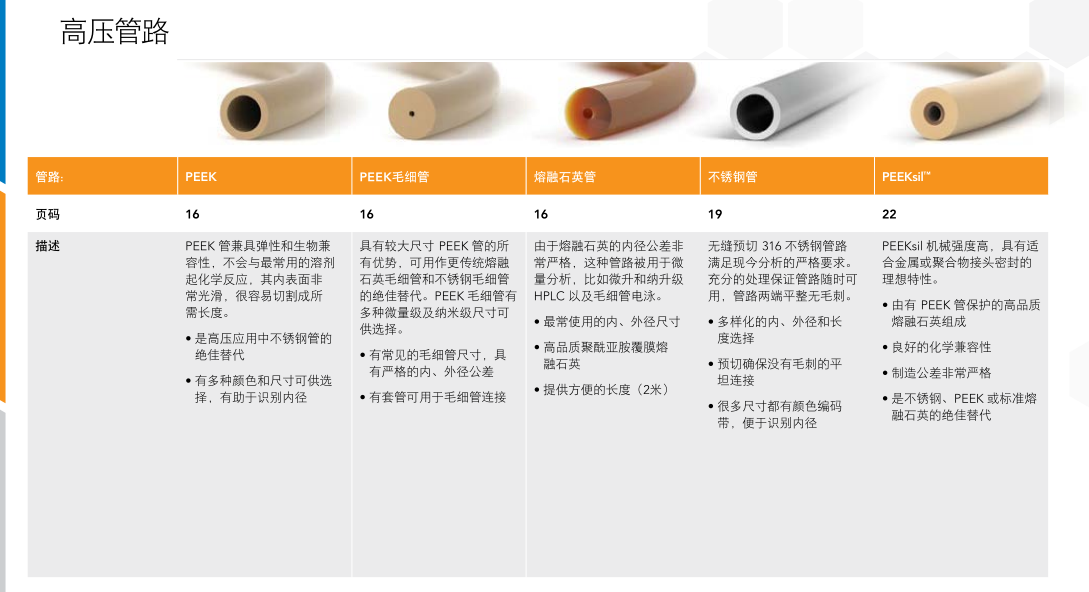 高压管路
管路:
PEEK
PEEK毛细管
熔融石英管
不锈钢管
PEEKsil™
页码
16
16
16
19
22
描述
PEEK 管兼具弹性和生物兼
容性，不会与最常用的溶剂
起化学反应，其内表面非
常光滑，很容易切割成所
需长度。
• 是高压应用中不锈钢管的
绝佳替代
• 有多种颜色和尺寸可供选
择，有助于识别内径
具有较大尺寸 PEEK 管的所
有优势，可用作更传统熔融
石英毛细管和不锈钢毛细管
的绝佳替代。PEEK 毛细管有
多种微量级及纳米级尺寸可
供选择。
• 有常见的毛细管尺寸，具
有严格的内、外径公差
• 有套管可用于毛细管连接
由于熔融石英的内径公差非
常严格，这种管路被用于微
量分析，比如微升和纳升级
HPLC 以及毛细管电泳。
• 最常使用的内、外径尺寸
• 高品质聚酰亚胺覆膜熔
融石英
• 提供方便的长度（2米）
无缝预切 316 不锈钢管路
满足现今分析的严格要求。
充分的处理保证管路随时可
用，管路两端平整无毛刺。
• 多样化的内、外径和长
度选择
• 预切确保没有毛刺的平
坦连接
• 很多尺寸都有颜色编码
带，便于识别内径
PEEKsil 机械强度高，具有适
合金属或聚合物接头密封的
理想特性。
• 由有 PEEK 管保护的高品质
熔融石英组成
• 良好的化学兼容性
• 制造公差非常严格
• 是不锈钢、PEEK 或标准熔
融石英的绝佳替代